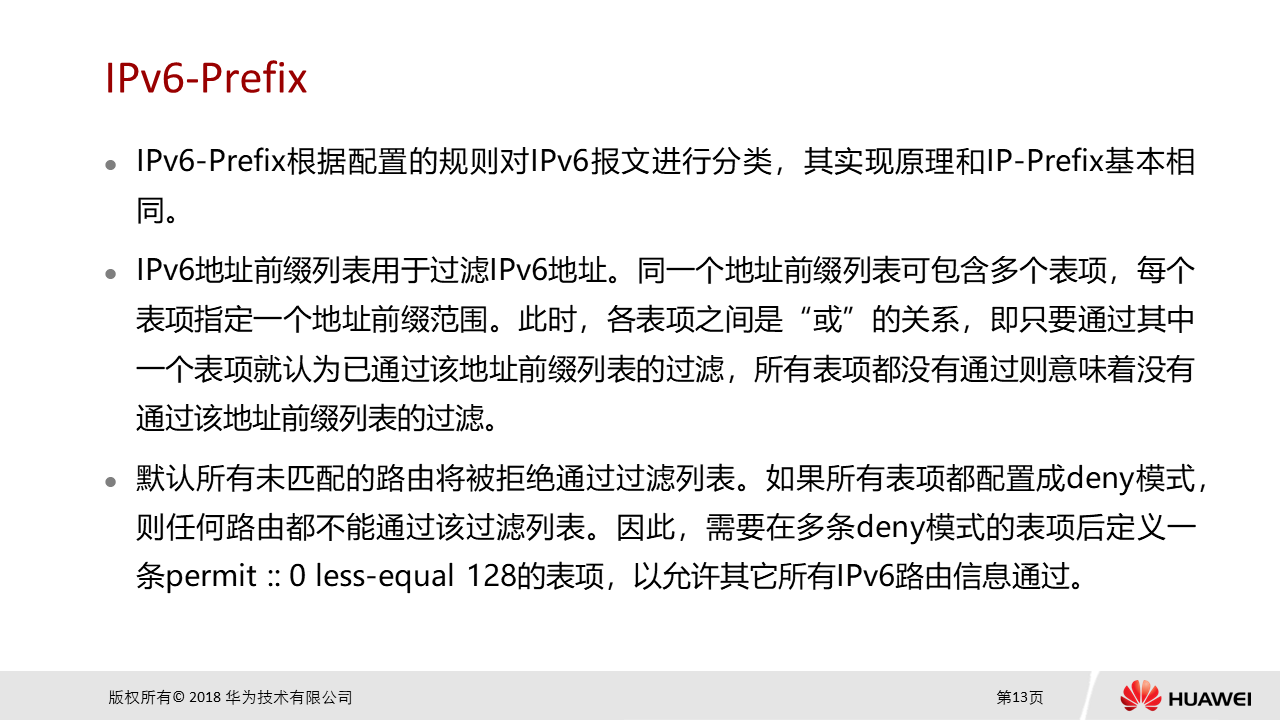 IPv6-Prefix
IPv6-Prefix根据配置的规则对IPv6报文进行分类，其实现原理和IP-Prefix基本相
同。
IPv6地址前缀列表用于过滤IPv6地址。同一个地址前缀列表可包含多个表项，每个
表项指定一个地址前缀范围。此时，各表项之间是“或”的关系，即只要通过其中
一个表项就认为已通过该地址前缀列表的过滤，所有表项都没有通过则意味着没有
通过该地址前缀列表的过滤。
默认所有未匹配的路由将被拒绝通过过滤列表。如果所有表项都配置成deny模式，
则任何路由都不能通过该过滤列表。因此，需要在多条deny模式的表项后定义一
条permit :: 0 less-equal 128的表项，以允许其它所有IPv6路由信息通过。
版权所有© 2018 华为技术有限公司
第13页
HUAWEI